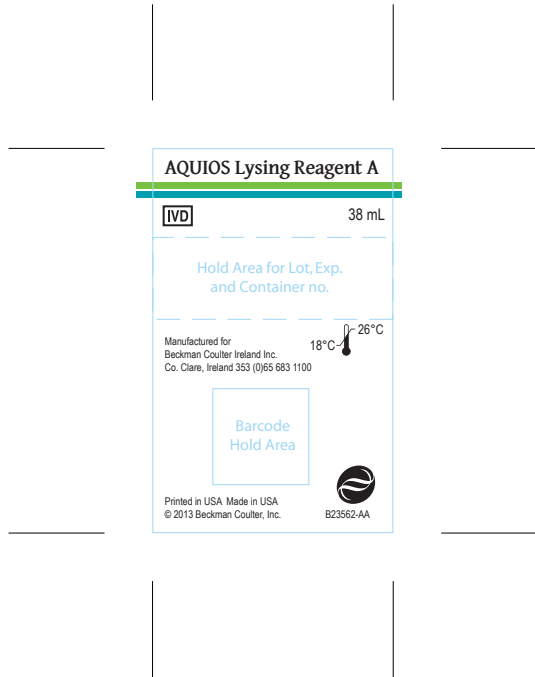 AQUIOS Lysing Reagent A
IVD
38 mL
Hold Area for Lot, Exp.
and Container no.
26°C
18°C
Manufactured for
Beckman Coulter Ireland Inc.
Co. Clare, Ireland 353 (0)65 683 1100
Barcode
Hold Area
Printed in USA Made in USA
© 2013 Beckman Coulter, Inc.
B23562-AA